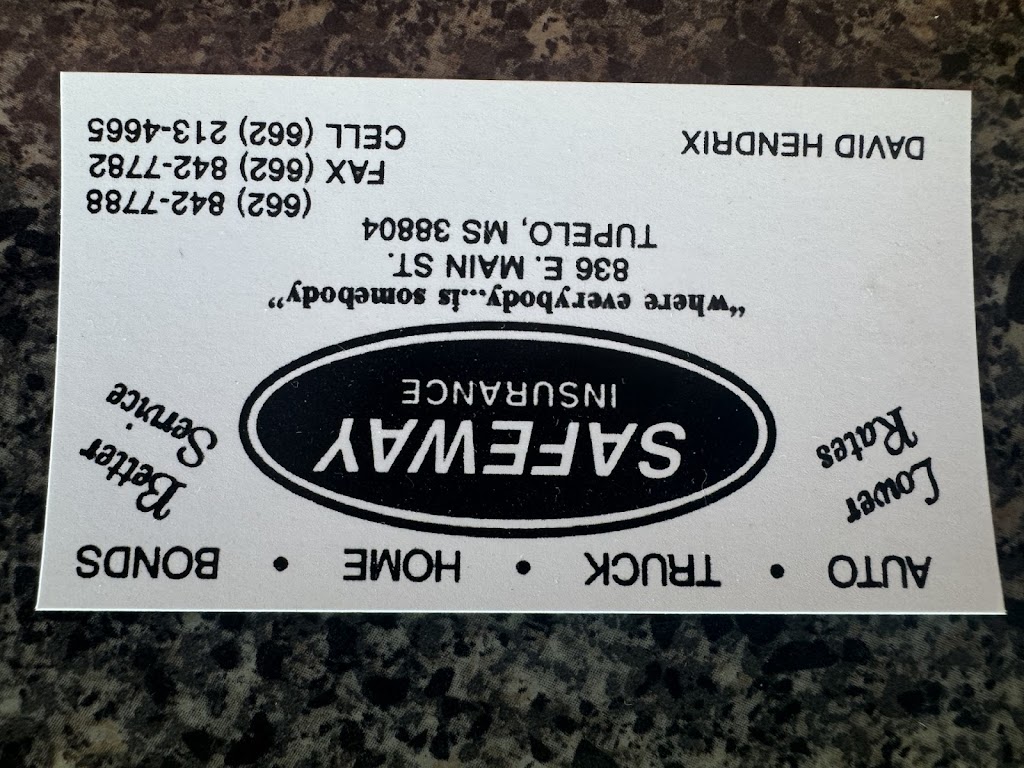 AUTO • TRUCK • HOME • BONDS
Lower
Rates
SAFEWAY
INSURANCE
Better
Service
“where everybody...is somebody”
836 E. MAIN ST.
TUPELO, MS 38804
(662) 842-7788
FAX (662) 842-7782
DAVID HENDRIX
CELL (662) 213-4665